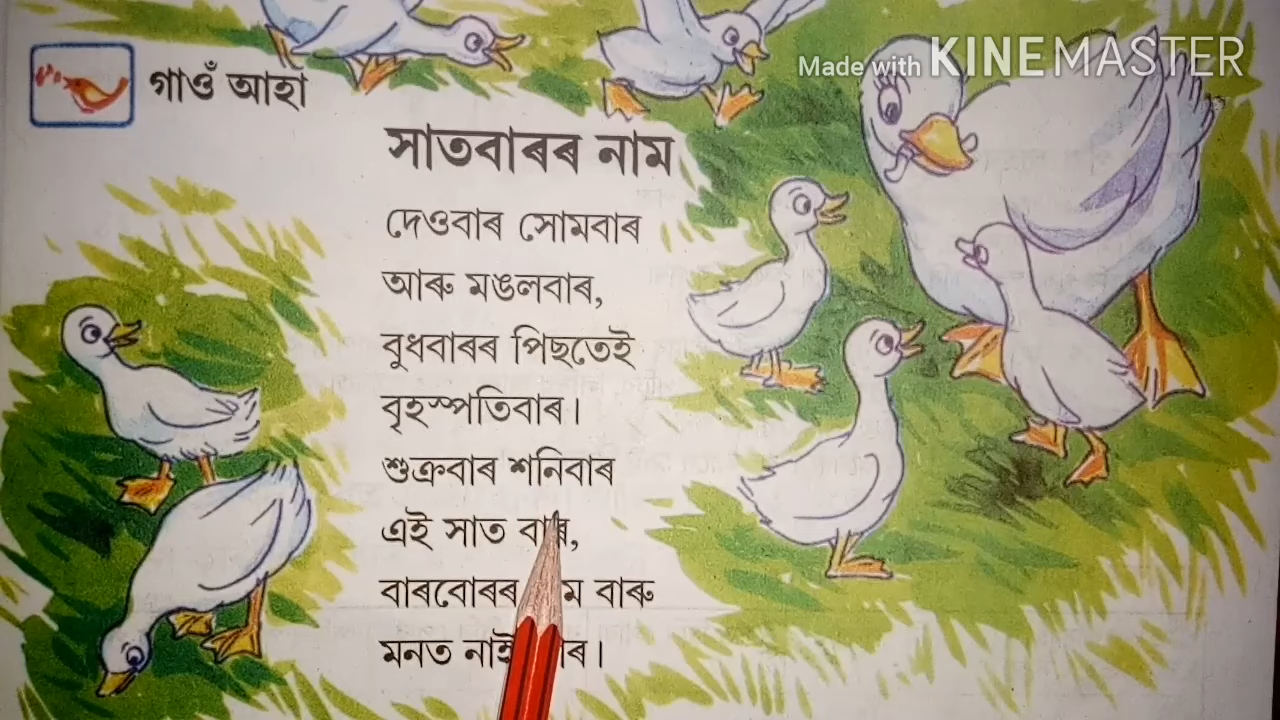 Made with KINEMASTER
গাওঁ আহা
সাতবাৰৰ নাম
দেওবাৰ সোমবাৰ
আৰু মঙলবাৰ,
বুধবাৰৰ পিছতেই
বৃহস্পতিবাৰ।
শুক্ৰবাৰ শনিবাৰ
এই সাত বাৰ,
বাৰবোৰৰ বাৰু
মনত